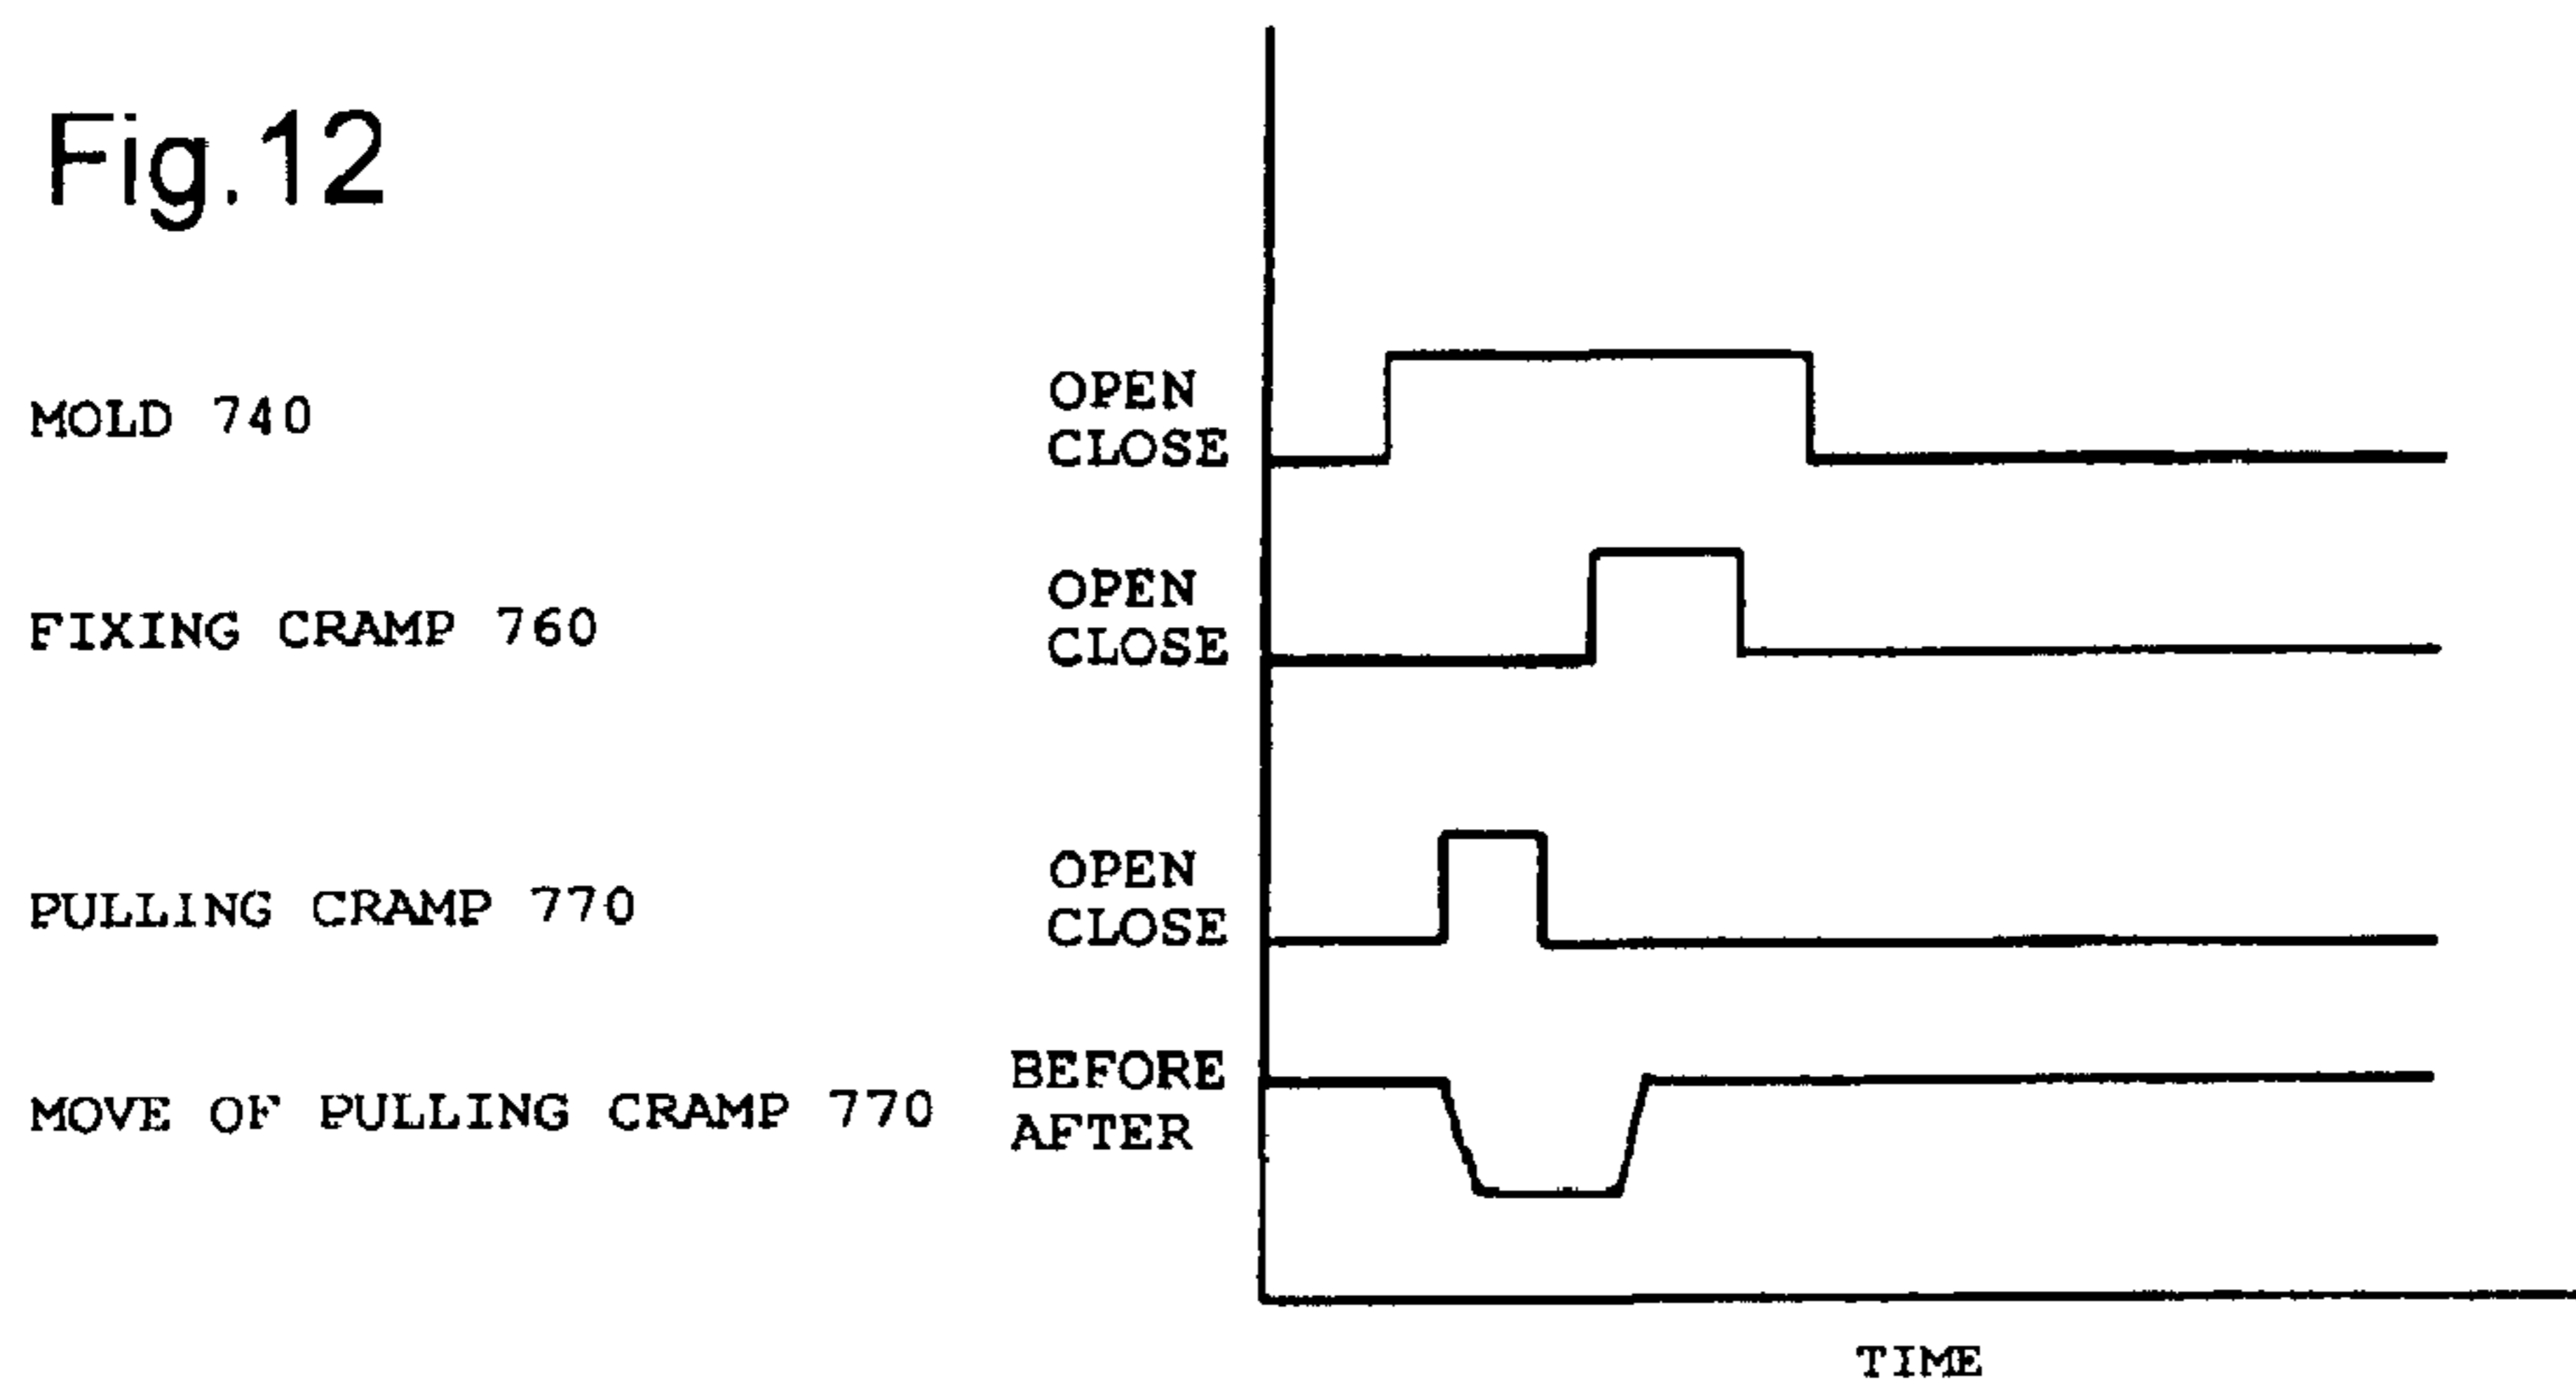 Fig.12
MOLD 740
OPEN
CLOSE
FIXING CRAMP 760
OPEN
CLOSE
PULLING CRAMP 770
OPEN
CLOSE
MOVE OF PULLING CRAMP 770
BEFORE
AFTER
TIME